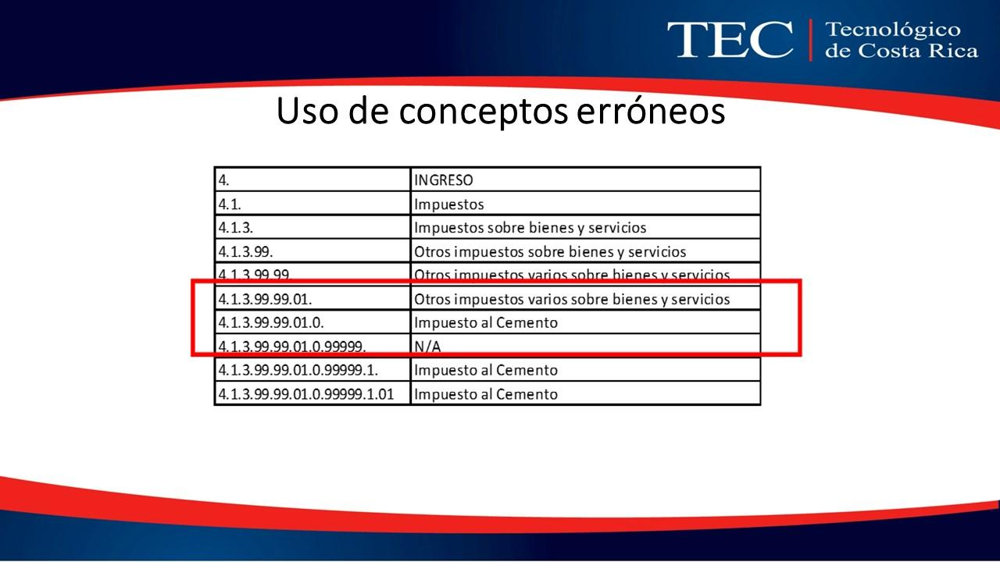 TEC Tecnológico
de Costa Rica
Uso de conceptos erróneos
4. INGRESO
4.1. Impuestos
4.1.3. Impuestos sobre bienes y servicios
4.1.3.99. Otros impuestos sobre bienes y servicios
4.1.3.99.99. Otros impuestos varios sobre bienes y servicios
4.1.3.99.99.01. Otros impuestos varios sobre bienes y servicios
4.1.3.99.99.01.0. Impuesto al Cemento
4.1.3.99.99.01.0.99999. N/A
4.1.3.99.99.01.0.99999.1. Impuesto al Cemento
4.1.3.99.99.01.0.99999.1.01 Impuesto al Cemento